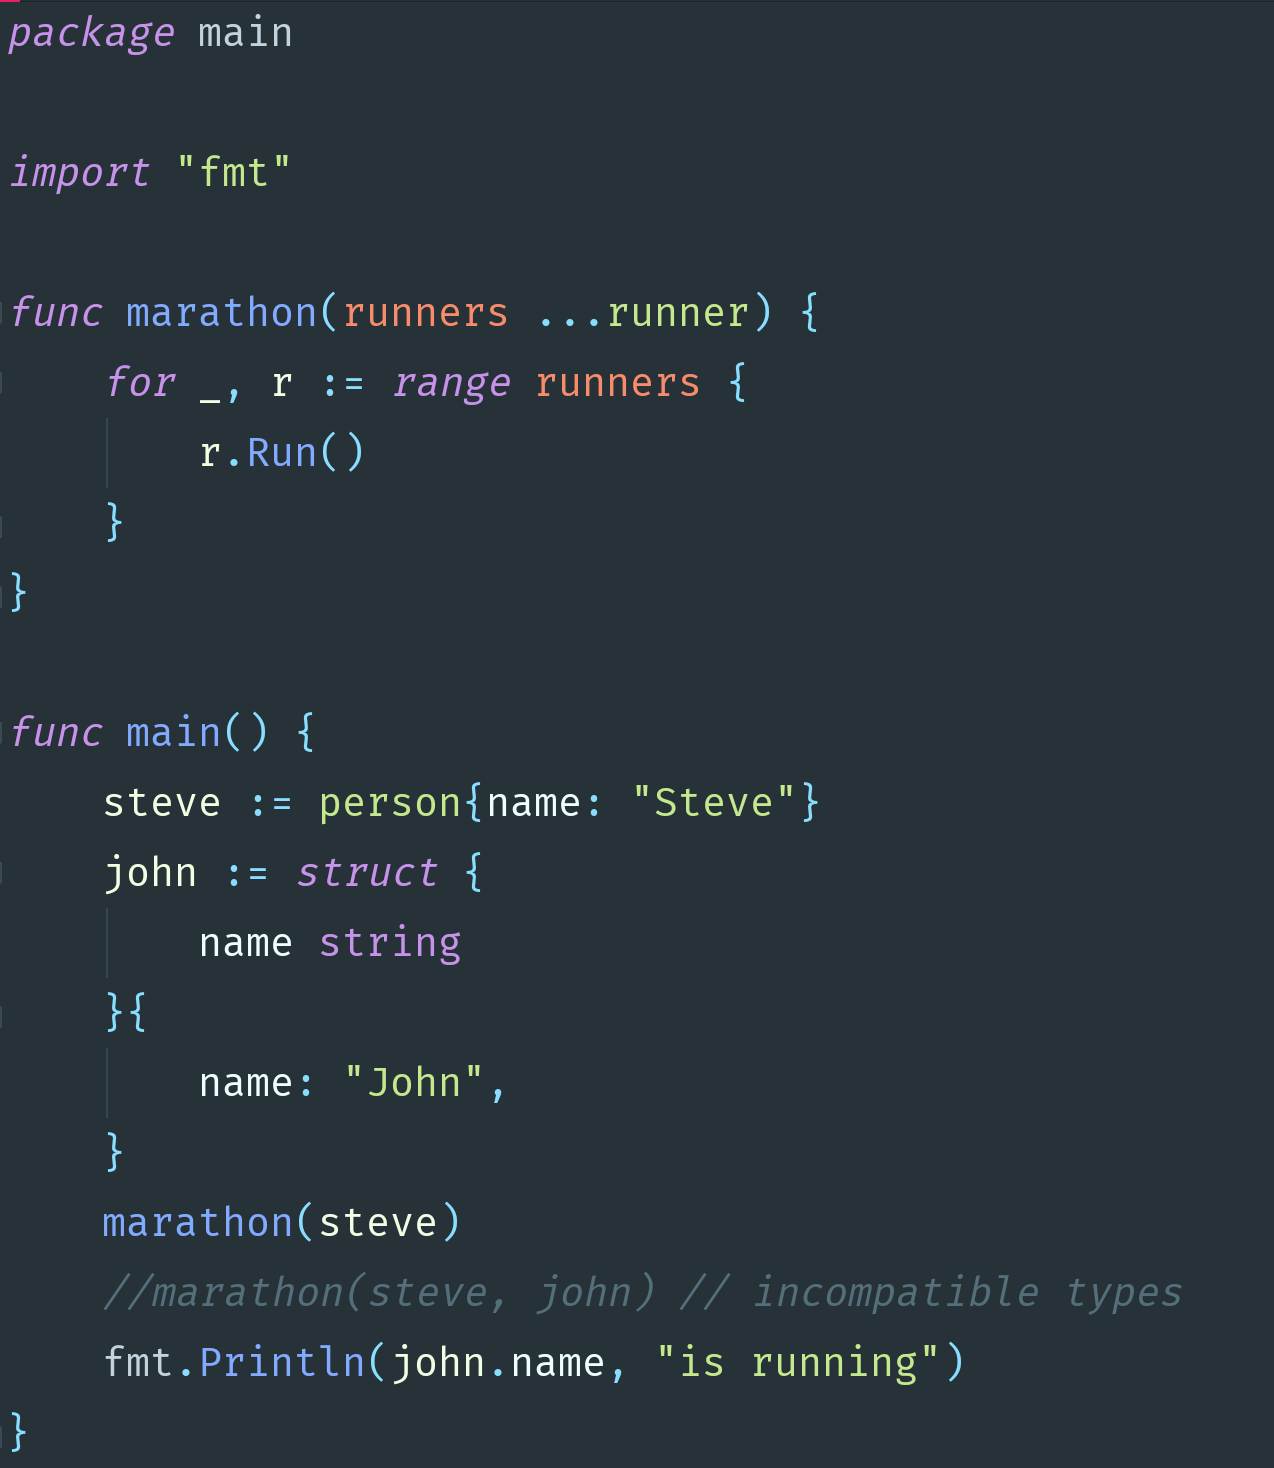 package main
import "fmt"
func marathon(runners ...runner) {
    for _, r := range runners {
        r.Run()
    }
}
func main() {
    steve := person{name: "Steve"}
    john := struct {
        name string
    }{
        name: "John",
    }
    marathon(steve)
    //marathon(steve, john) // incompatible types
    fmt.Println(john.name, "is running")
}